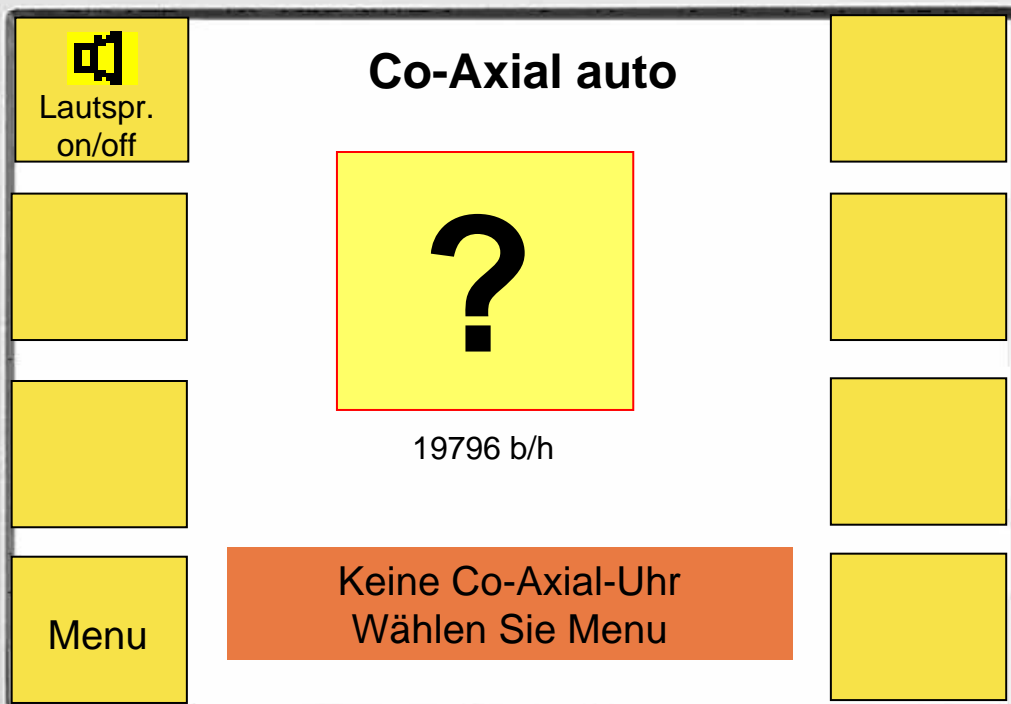 Lautspr.
on/off
Co-Axial auto
?
19796 b/h
Keine Co-Axial-Uhr
Wählen Sie Menu
Menu